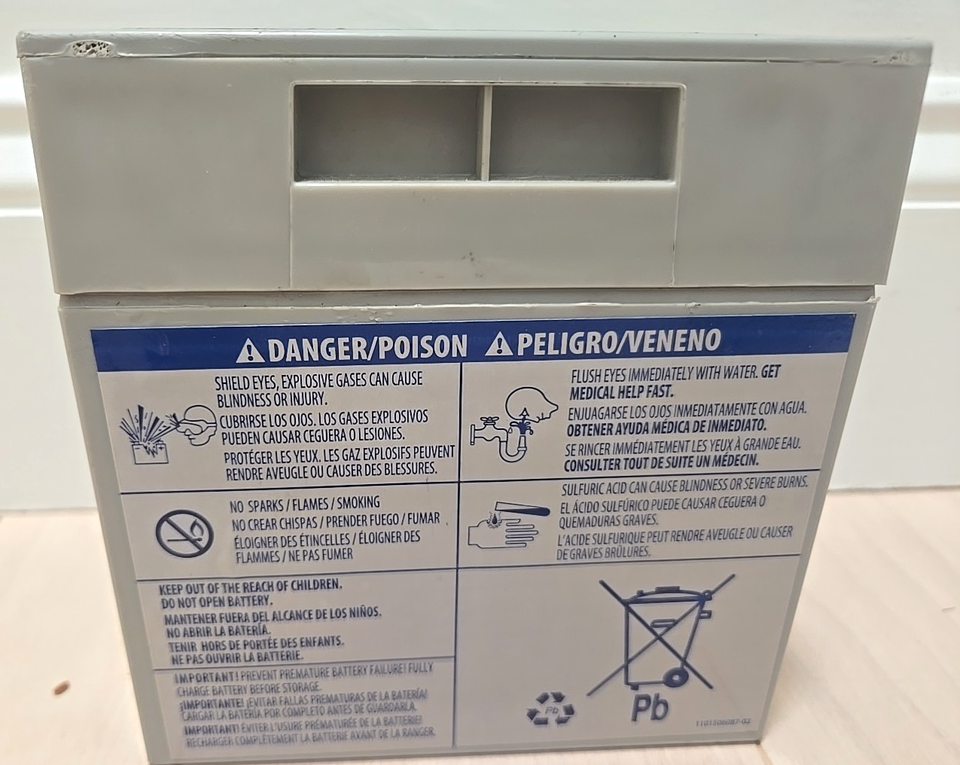 DANGER/POISON PELIGRO/VENENO
SHIELD EYES, EXPLOSIVE GASES CAN CAUSE
BLINDNESS OR INJURY.
CUBRIRSE LOS OJOS. LOS GASES EXPLOSIVOS
PUEDEN CAUSAR CEGUERA O LESIONES.
PROTÉGER LES YEUX. LES GAZ EXPLOSIFS PEUVENT
RENDRE AVEUGLE OU CAUSER DES BLESSURES.
FLUSH EYES IMMEDIATELY WITH WATER. GET
MEDICAL HELP FAST.
ENJUAGARSE LOS OJOS INMEDIATAMENTE CON AGUA.
OBTENER AYUDA MÉDICA DE INMEDIATO.
SE RINCER IMMÉDIATEMENT LES YEUX À GRANDE EAU.
CONSULTER TOUT DE SUITE UN MÉDECIN.
NO SPARKS / FLAMES / SMOKING
NO CREAR CHISPAS / PRENDER FUEGO / FUMAR
ÉLOIGNER DES ÉTINCELLES / ÉLOIGNER DES
FLAMMES / NE PAS FUMER
SULFURIC ACID CAN CAUSE BLINDNESS OR SEVERE BURNS.
EL ÁCIDO SULFÚRICO PUEDE CAUSAR CEGUERA O
QUEMADURAS GRAVES.
L'ACIDE SULFURIQUE PEUT RENDRE AVEUGLE OU CAUSER
DE GRAVES BRÛLURES.
KEEP OUT OF THE REACH OF CHILDREN.
DO NOT OPEN BATTERY.
MANTENER FUERA DEL ALCANCE DE LOS NIÑOS.
NO ABRIR LA BATERÍA.
TENIR HORS DE PORTÉE DES ENFANTS.
NE PAS OUVRIR LA BATTERIE.
IMPORTANT! PREVENT PREMATURE BATTERY FAILURE! FULLY
CHARGE BATTERY BEFORE STORAGE.
¡IMPORTANTE! ¡EVITAR FALLAS PREMATURAS DE LA BATERÍA!
CARGAR LA BATERÍA POR COMPLETO ANTES DE GUARDARLA.
IMPORTANT! ÉVITER L'USURE PRÉMATURÉE DE LA BATTERIE!
RECHARGER COMPLÈTEMENT LA BATTERIE AVANT DE LA RANGER.
Pb
Pb